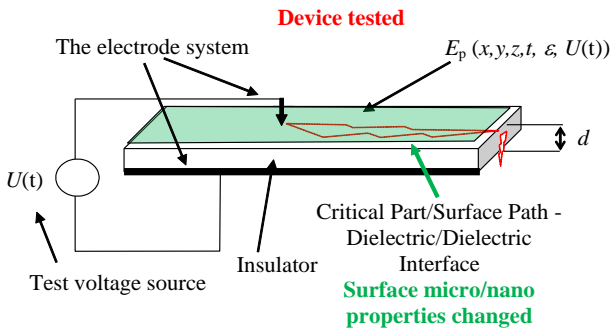 Device tested
The electrode system
Eₚ (x,y,z,t, ε, U(t))
d
U(t)
Critical Part/Surface Path -
Dielectric/Dielectric
Interface
Surface micro/nano
properties changed
Insulator
Test voltage source